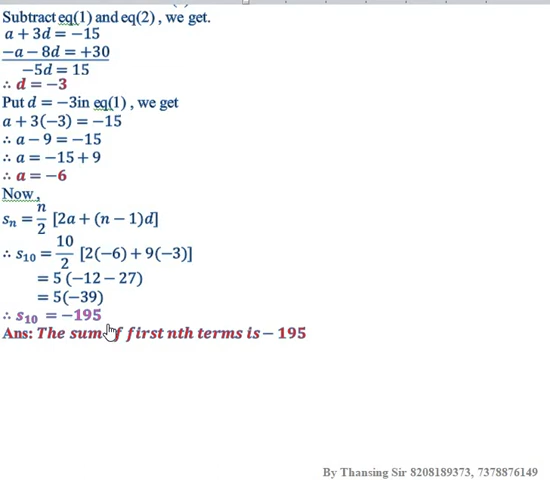 Subtract eq(1) and eq(2) , we get.
a + 3d = −15
−a − 8d = +30
−5d = 15
∴ d = −3
Put d = −3in eq(1) , we get
a + 3(−3) = −15
∴ a − 9 = −15
∴ a = −15 + 9
∴ a = −6
Now ,
sₙ = n/2 [2a + (n − 1)d]
∴ s₁₀ = 10/2 [2(−6) + 9(−3)]
= 5 (−12 − 27)
= 5(−39)
∴ s₁₀ = −195
Ans: The sum of first nth terms is − 195
By Thansing Sir 8208189373, 7378876149